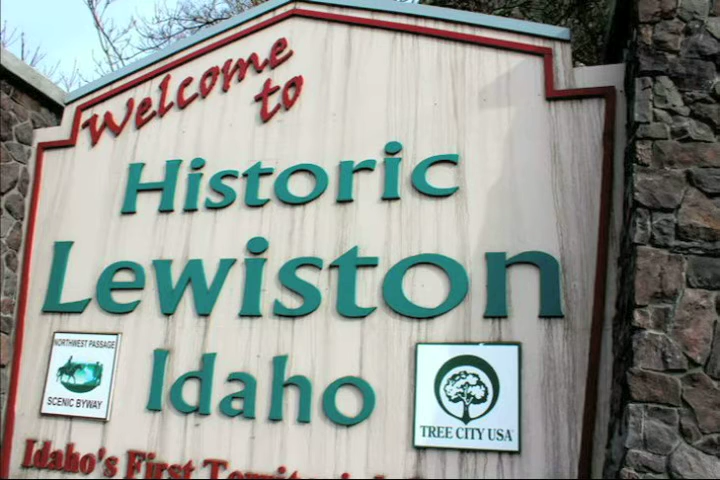 Welcome
to
Historic
Lewiston
Idaho
NORTHWEST PASSAGE
SCENIC BYWAY
TREE CITY USA
Idaho's First